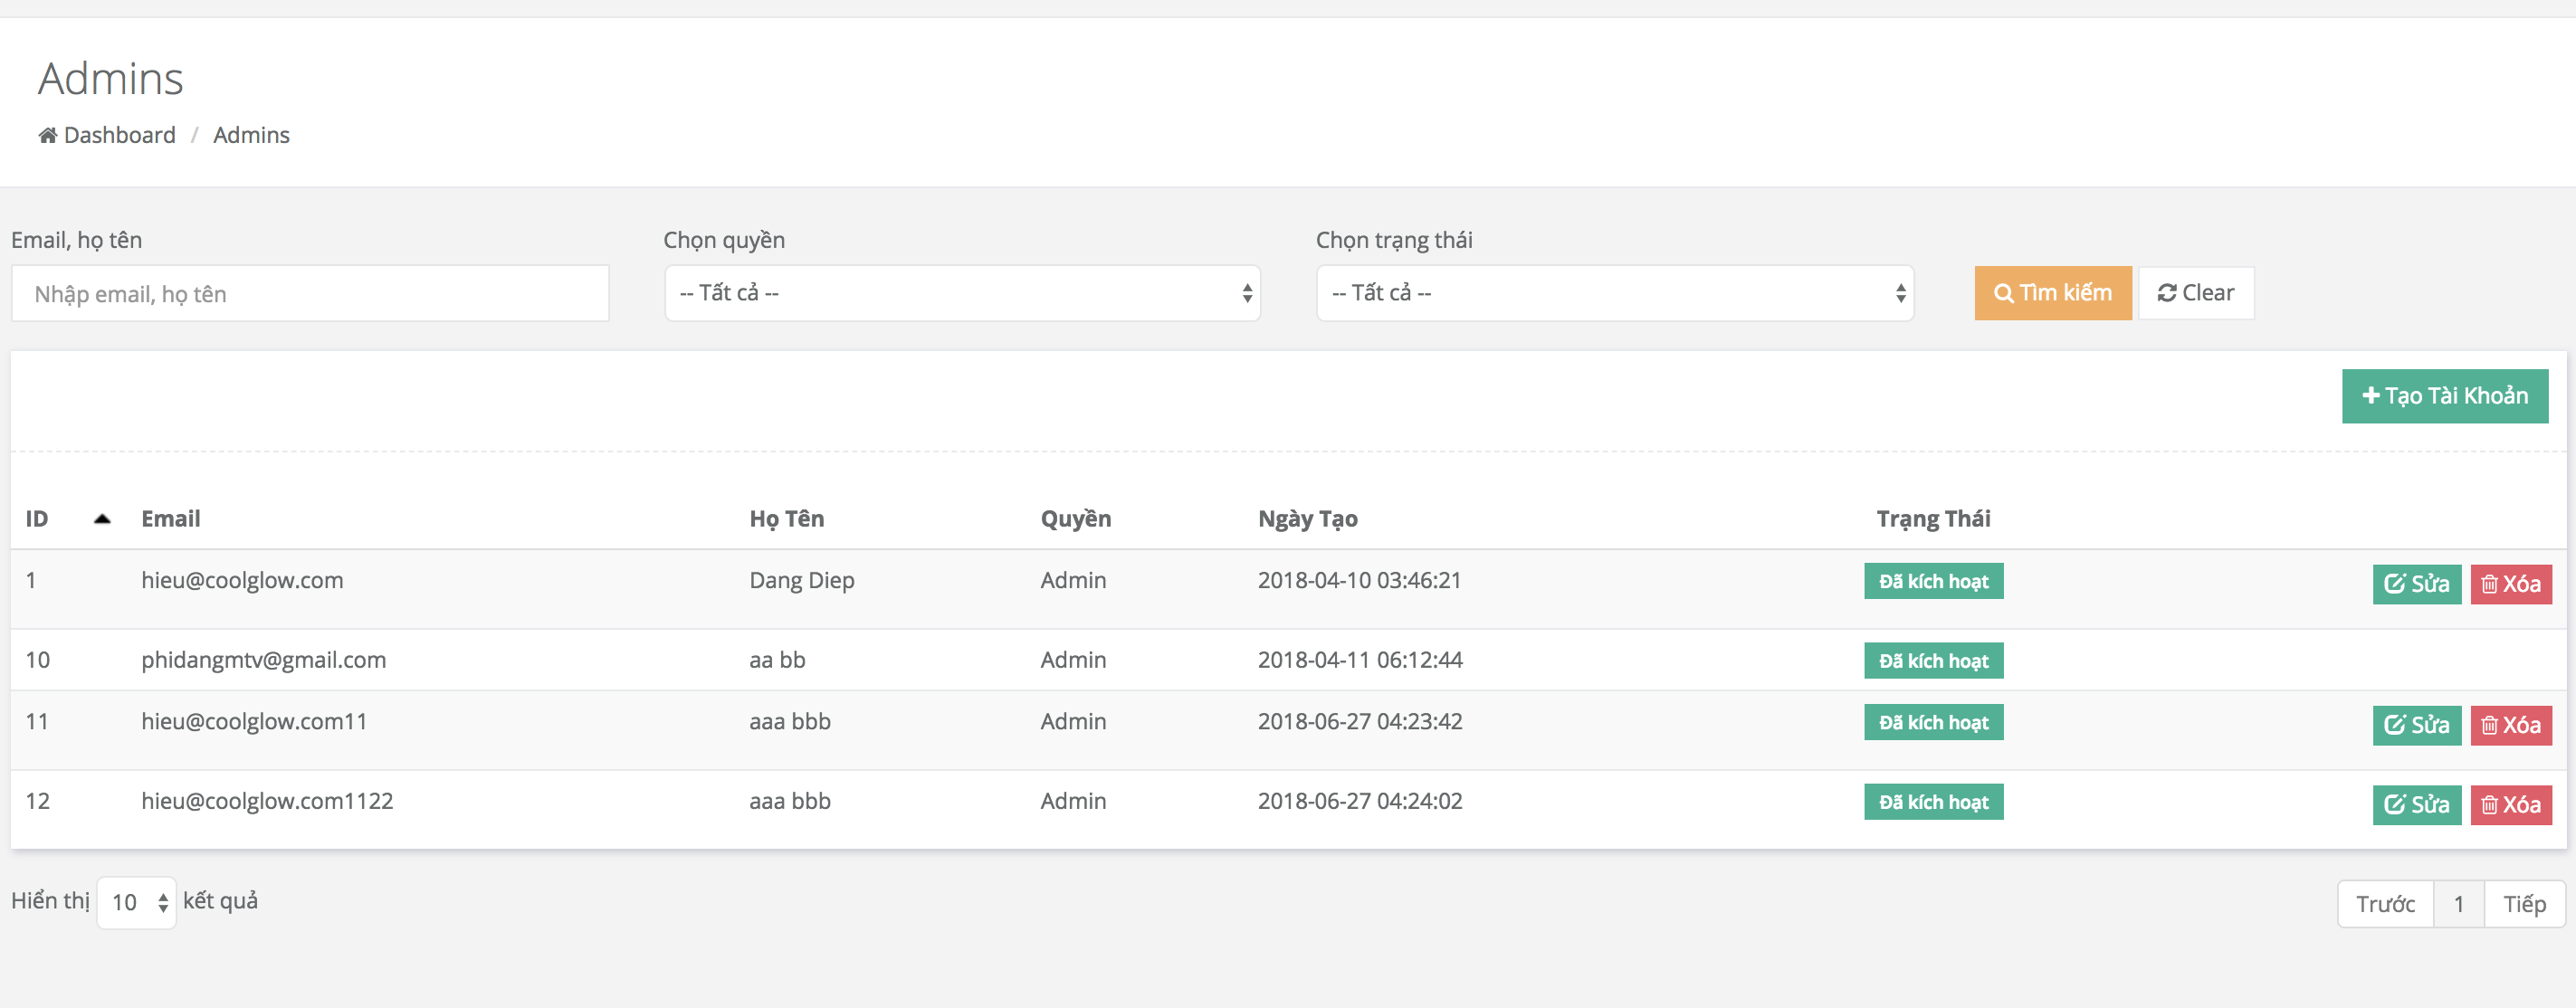 Admins
Dashboard / Admins
Email, họ tên Chọn quyền Chọn trạng thái
Nhập email, họ tên -- Tất cả -- -- Tất cả -- Tìm kiếm Clear
Tạo Tài Khoản
ID Email Họ Tên Quyền Ngày Tạo Trạng Thái
1 hieu@coolglow.com Dang Diep Admin 2018-04-10 03:46:21 Đã kích hoạt Sửa Xóa
10 phidangmtv@gmail.com aa bb Admin 2018-04-11 06:12:44 Đã kích hoạt
11 hieu@coolglow.com11 aaa bbb Admin 2018-06-27 04:23:42 Đã kích hoạt Sửa Xóa
12 hieu@coolglow.com1122 aaa bbb Admin 2018-06-27 04:24:02 Đã kích hoạt Sửa Xóa
Hiển thị 10 kết quả Trước 1 Tiếp